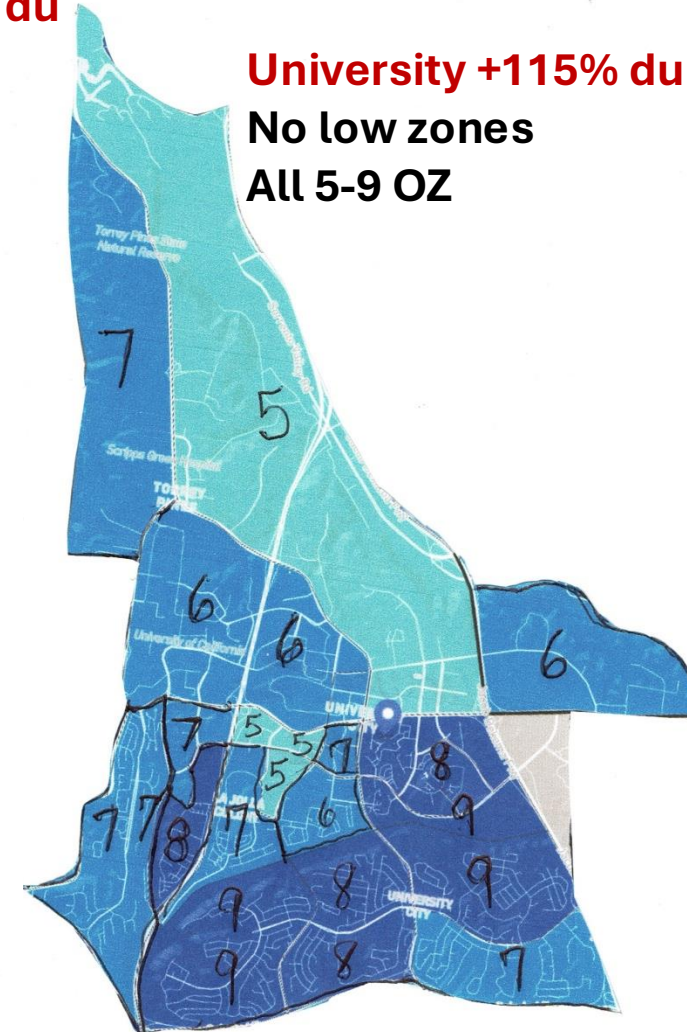 du
University +115% du
No low zones
All 5-9 OZ
Torrey Pines State
Natural Reserve
7
5
Scripps Green Hospital
TORREY
PINES
6
6
University of California
6
7
5
5
7
5
8
7
7
8
7
6
9
9
8
9
UNIVERSITY
CITY
9
8
7